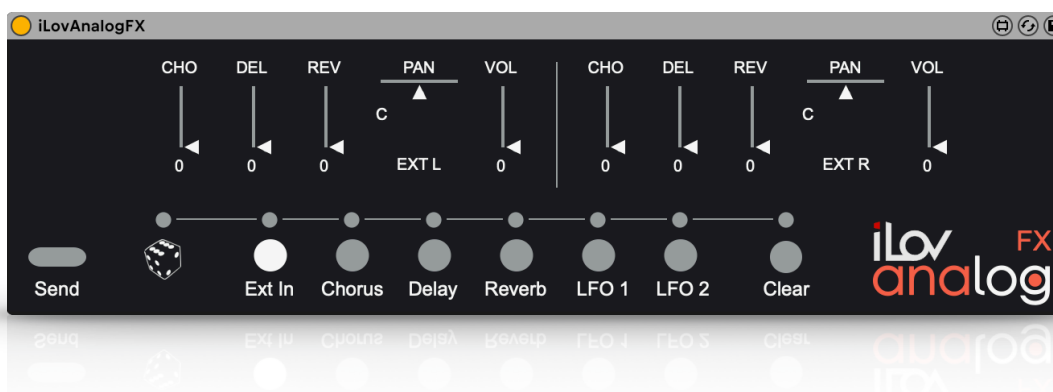 iLovAnalogFX
CHO DEL REV PAN VOL CHO DEL REV PAN VOL
C C
0 0 0 EXT L 0 0 0 0 EXT R 0
iLov FX
analog
Send Ext In Chorus Delay Reverb LFO 1 LFO 2 Clear